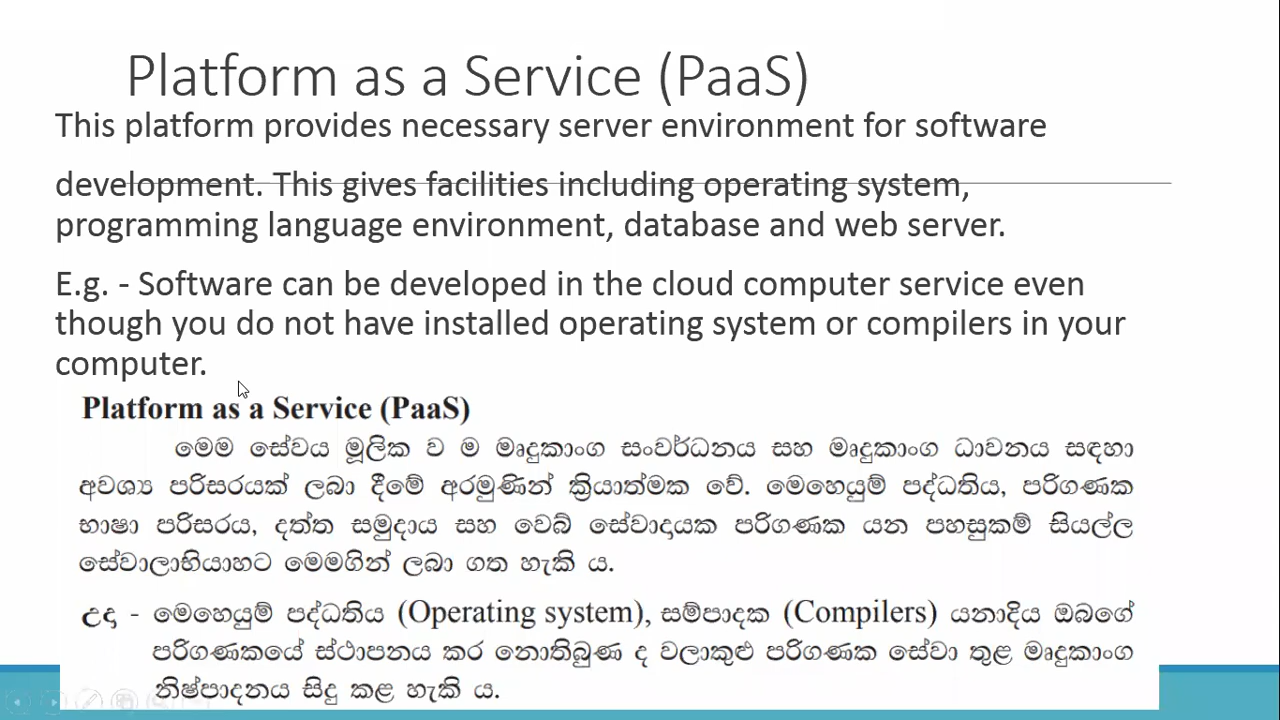 Platform as a Service (PaaS)
This platform provides necessary server environment for software
development. This gives facilities including operating system,
programming language environment, database and web server.
E.g. - Software can be developed in the cloud computer service even
though you do not have installed operating system or compilers in your
computer.
Platform as a Service (PaaS)
මෙම සේවය මූලික ව ම මෘදුකාංග සංවර්ධනය සහ මෘදුකාංග ධාවනය සඳහා
අවශ්‍ය පරිසරයක් ලබා දීමේ අරමුණින් ක්‍රියාත්මක වේ. මෙහෙයුම් පද්ධතිය, පරිගණක
භාෂා පරිසරය, දත්ත සමුදාය සහ වෙබ් සේවාදායක පරිගණක යන පහසුකම් සියල්ල
සේවාලාභියාහට මෙමගින් ලබා ගත හැකි ය.
උදා - මෙහෙයුම් පද්ධතිය (Operating system), සම්පාදක (Compilers) යනාදිය ඔබගේ
පරිගණකයේ ස්ථාපනය කර නොතිබුණ ද වලාකුළු පරිගණක සේවා තුළ මෘදුකාංග
නිෂ්පාදනය සිදු කළ හැකි ය.